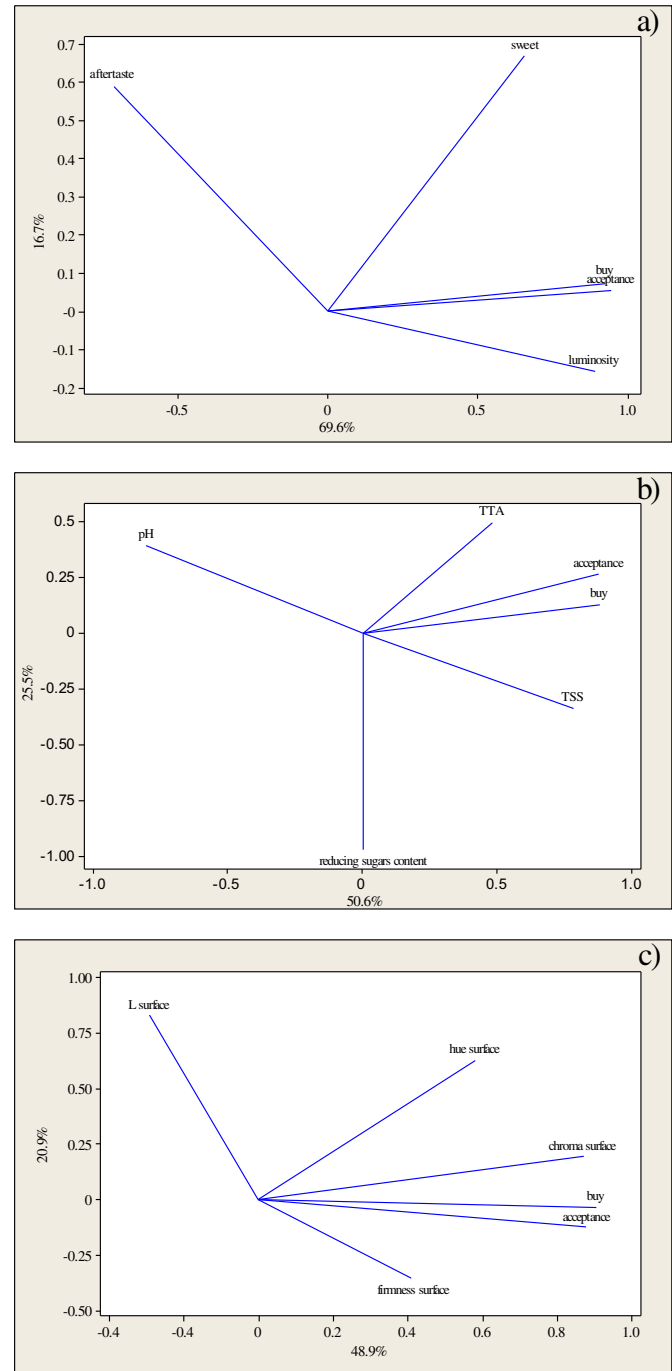 a)
0.7
sweet
aftertaste
0.6
0.5
0.4
0.3
16.7%
0.2
buy
0.1
acceptance
-0
-0.1
luminosity
-0.2
-0.5 0 0.5 1.0
69.6%
b)
0.5
TTA
pH
acceptance
0.25
buy
0
25.5%
-0.25
TSS
-0.50
-0.75
-1.00
reducing sugars content
-1.0 -0.5 0 0.5 1.0
50.6%
c)
1.00
L surface
0.75
hue surface
0.50
20.9%
chroma surface
0.25
buy
0
acceptance
-0.25
firmness surface
-0.50
-0.4 -0.4 0 0.4 0.6 0.8 1.0
48.9%